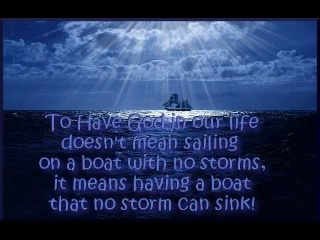 To Have God in our life
doesn't mean sailing
on a boat with no storms,
it means having a boat
that no storm can sink!